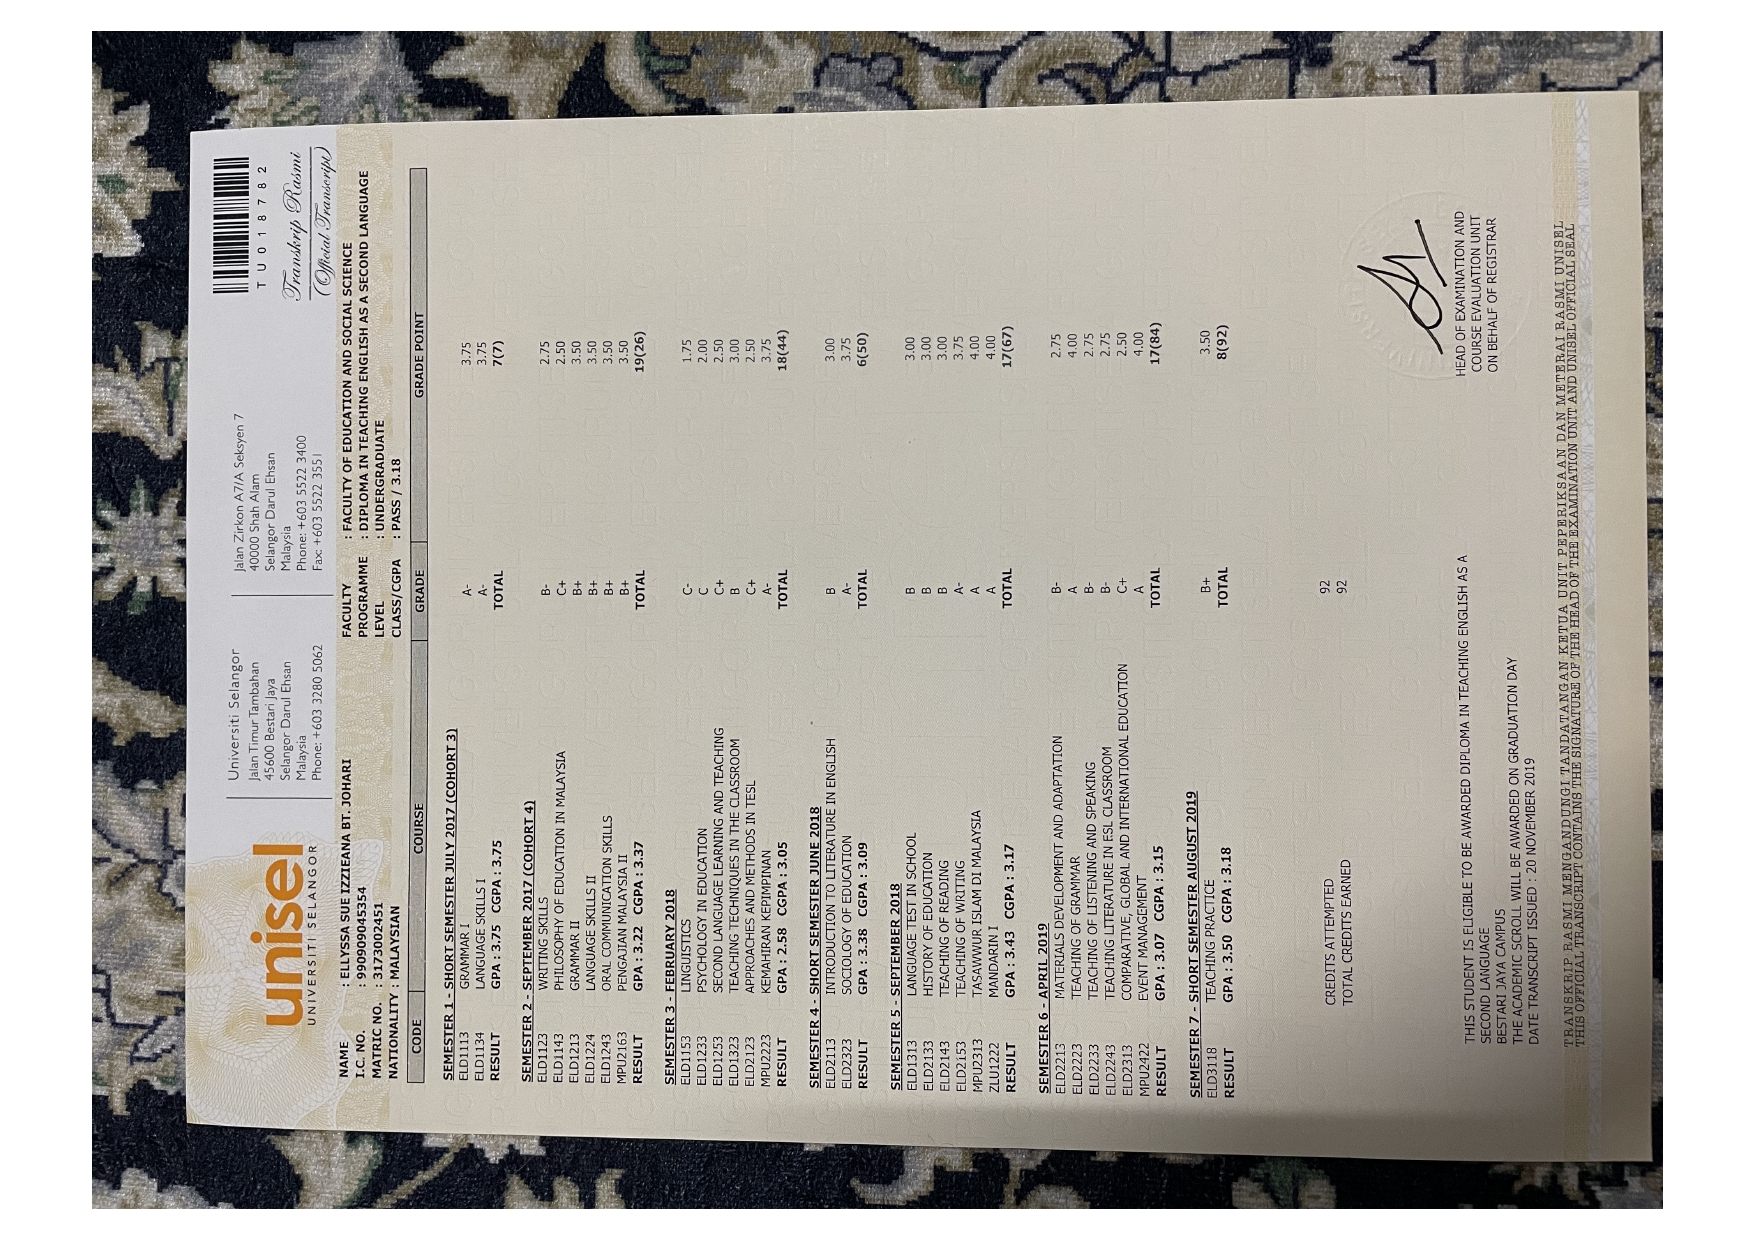 unisel
UNIVERSITI SELANGOR
Universiti Selangor
Jalan Timur Tambahan
45600 Bestari Jaya
Selangor Darul Ehsan
Malaysia
Phone: +603 3280 5062
Jalan Zirkon A7/A Seksyen 7
40000 Shah Alam
Selangor Darul Ehsan
Malaysia
Phone: +603 5522 3400
Fax: +603 5522 3551
TU018782
Transkrip Rasmi
(Official Transcript)
NAME : ELLYSSA SUE IZZIEANA BT. JOHARI
I.C. NO. : 990909045354
MATRIC NO. : 3173002451
NATIONALITY : MALAYSIAN
FACULTY : FACULTY OF EDUCATION AND SOCIAL SCIENCE
PROGRAMME : DIPLOMA IN TEACHING ENGLISH AS A SECOND LANGUAGE
LEVEL : UNDERGRADUATE
CLASS/CGPA : PASS / 3.18
CODE COURSE GRADE GRADE POINT
SEMESTER 1 - SHORT SEMESTER JULY 2017 (COHORT 3)
ELD1113 GRAMMAR I A- 3.75
ELD1134 LANGUAGE SKILLS I A- 3.75
RESULT GPA : 3.75 CGPA : 3.75 TOTAL 7(7)
SEMESTER 2 - SEPTEMBER 2017 (COHORT 4)
ELD1123 WRITING SKILLS B- 2.75
ELD1143 PHILOSOPHY OF EDUCATION IN MALAYSIA C+ 2.50
ELD1213 GRAMMAR II B+ 3.50
ELD1224 LANGUAGE SKILLS II B+ 3.50
ELD1243 ORAL COMMUNICATION SKILLS B+ 3.50
MPU2163 PENGAJIAN MALAYSIA II B+ 3.50
RESULT GPA : 3.22 CGPA : 3.37 TOTAL 19(26)
SEMESTER 3 - FEBRUARY 2018
ELD1153 LINGUISTICS C- 1.75
ELD1233 PSYCHOLOGY IN EDUCATION C 2.00
ELD1253 SECOND LANGUAGE LEARNING AND TEACHING C+ 2.50
ELD1323 TEACHING TECHNIQUES IN THE CLASSROOM B 3.00
ELD2123 APPROACHES AND METHODS IN TESL C+ 2.50
MPU2223 KEMAHIRAN KEPIMPINAN A- 3.75
RESULT GPA : 2.58 CGPA : 3.05 TOTAL 18(44)
SEMESTER 4 - SHORT SEMESTER JUNE 2018
ELD2113 INTRODUCTION TO LITERATURE IN ENGLISH B 3.00
ELD2323 SOCIOLOGY OF EDUCATION A- 3.75
RESULT GPA : 3.38 CGPA : 3.09 TOTAL 6(50)
SEMESTER 5 - SEPTEMBER 2018
ELD1313 LANGUAGE TEST IN SCHOOL B 3.00
ELD2133 HISTORY OF EDUCATION B 3.00
ELD2143 TEACHING OF READING B 3.00
ELD2153 TEACHING OF WRITING A- 3.75
MPU2313 TASAWWUR ISLAM DI MALAYSIA A 4.00
ZLU1222 MANDARIN I A 4.00
RESULT GPA : 3.43 CGPA : 3.17 TOTAL 17(67)
SEMESTER 6 - APRIL 2019
ELD2213 MATERIALS DEVELOPMENT AND ADAPTATION B- 2.75
ELD2223 TEACHING OF GRAMMAR A 4.00
ELD2233 TEACHING OF LISTENING AND SPEAKING B- 2.75
ELD2243 TEACHING LITERATURE IN ESL CLASSROOM B- 2.75
ELD2313 COMPARATIVE, GLOBAL AND INTERNATIONAL EDUCATION C+ 2.50
MPU2422 EVENT MANAGEMENT A 4.00
RESULT GPA : 3.07 CGPA : 3.15 TOTAL 17(84)
SEMESTER 7 - SHORT SEMESTER AUGUST 2019
ELD3118 TEACHING PRACTICE B+ 3.50
RESULT GPA : 3.50 CGPA : 3.18 TOTAL 8(92)
CREDITS ATTEMPTED 92
TOTAL CREDITS EARNED 92
HEAD OF EXAMINATION AND
COURSE EVALUATION UNIT
ON BEHALF OF REGISTRAR
THIS STUDENT IS ELIGIBLE TO BE AWARDED DIPLOMA IN TEACHING ENGLISH AS A
SECOND LANGUAGE
BESTARI JAYA CAMPUS
THE ACADEMIC SCROLL WILL BE AWARDED ON GRADUATION DAY
DATE TRANSCRIPT ISSUED : 20 NOVEMBER 2019
TRANSKRIP RASMI MENGANDUNGI TANDATANGAN KETUA UNIT PEPERIKSAAN DAN METERAI RASMI UNISEL
THIS OFFICIAL TRANSCRIPT CONTAINS THE SIGNATURE OF THE HEAD OF THE EXAMINATION UNIT AND UNISEL OFFICIAL SEAL